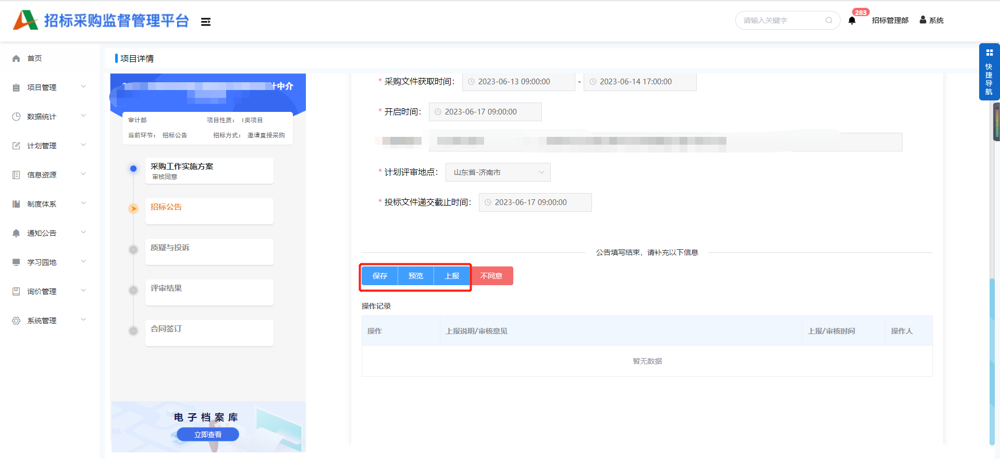 招标采购监督管理平台
请输入关键字
283
招标管理部
系统
首页
项目管理
数据统计
计划管理
信息资源
制度体系
通知公告
学习园地
询价管理
系统管理
项目详情
计中介
审计部
项目性质： I类项目
当前环节： 招标公告
招标方式： 邀请直接采购
采购工作实施方案
审核同意
招标公告
质疑与投诉
评审结果
合同签订
电子档案库
立即查看
* 采购文件获取时间： 2023-06-13 09:00:00 - 2023-06-14 17:00:00
* 开启时间： 2023-06-17 09:00:00
* 计划评审地点： 山东省-济南市
* 投标文件递交截止时间： 2023-06-17 09:00:00
公告填写结束，请补充以下信息
保存 预览 上报 不同意
操作记录
操作 上报说明/审核意见 上报/审核时间 操作人
暂无数据
快捷导航